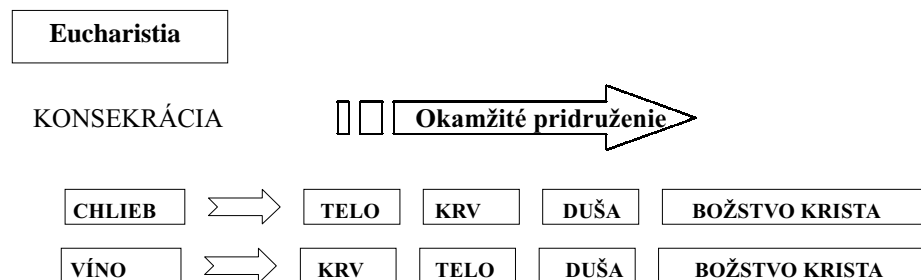 Eucharistia
KONSEKRÁCIA Okamžité pridruženie
CHLIEB TELO KRV DUŠA BOŽSTVO KRISTA
VÍNO KRV TELO DUŠA BOŽSTVO KRISTA